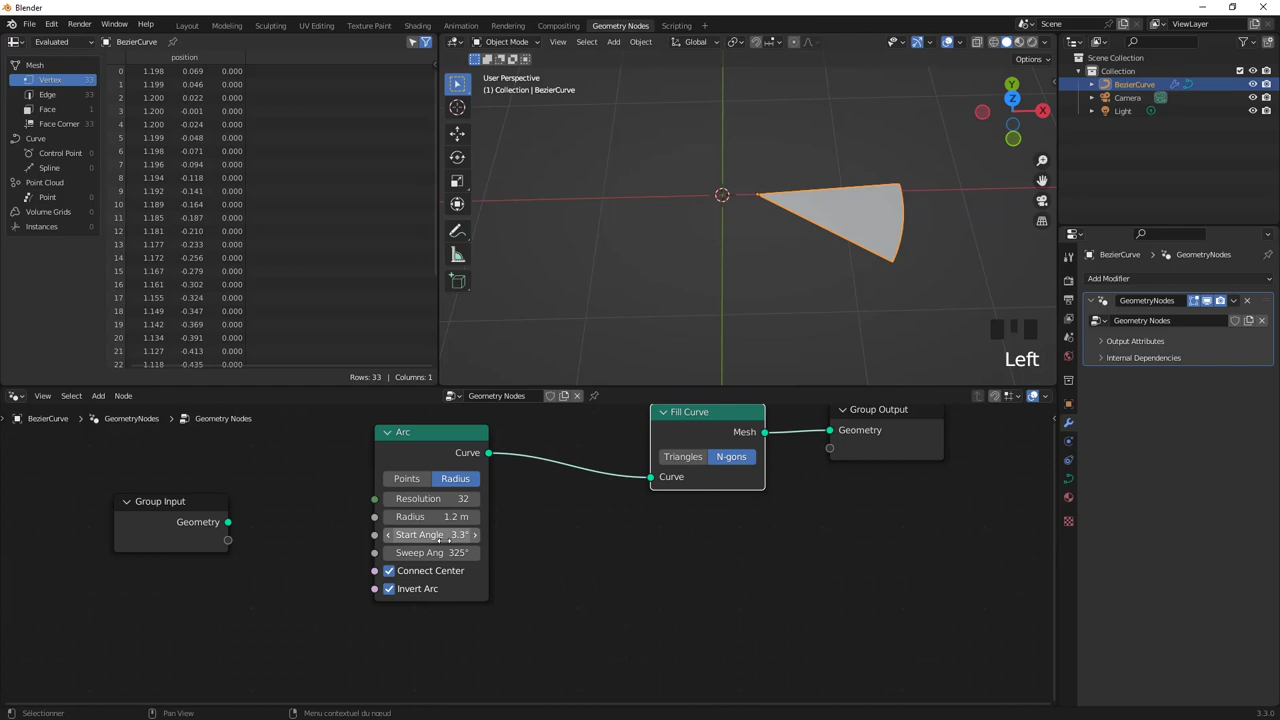 Blender
File Edit Render Window Help Layout Modeling Sculpting UV Editing Texture Paint Shading Animation Rendering Compositing Geometry Nodes Scripting + Scene ViewLayer
Evaluated BezierCurve
Object Mode View Select Add Object Global
Options
position
Mesh
Vertex 33
Edge 33
Face 1
Face Corner 33
Curve
Control Point 0
Spline 0
Point Cloud
Point 0
Volume Grids 0
Instances 0
0 1.198 0.069 0.000
1 1.199 0.046 0.000
2 1.200 0.022 0.000
3 1.200 -0.001 0.000
4 1.200 -0.024 0.000
5 1.199 -0.048 0.000
6 1.198 -0.071 0.000
7 1.196 -0.094 0.000
8 1.194 -0.118 0.000
9 1.192 -0.141 0.000
10 1.189 -0.164 0.000
11 1.185 -0.187 0.000
12 1.181 -0.210 0.000
13 1.177 -0.233 0.000
14 1.172 -0.256 0.000
15 1.167 -0.279 0.000
16 1.161 -0.302 0.000
17 1.155 -0.324 0.000
18 1.149 -0.347 0.000
19 1.142 -0.369 0.000
20 1.134 -0.391 0.000
21 1.127 -0.413 0.000
22 1.118 -0.435 0.000
Rows: 33 | Columns: 1
User Perspective
(1) Collection | BezierCurve
Y
Z
X
Left
Scene Collection
Collection
BezierCurve
Camera
Light
BezierCurve GeometryNodes
Add Modifier
GeometryNodes
Geometry Nodes
Output Attributes
Internal Dependencies
View Select Add Node Geometry Nodes
BezierCurve GeometryNodes Geometry Nodes
Group Input
Geometry
Arc
Curve
Points Radius
Resolution 32
Radius 1.2 m
Start Angle 3.3°
Sweep Ang 325°
Connect Center
Invert Arc
Fill Curve
Mesh
Triangles N-gons
Curve
Group Output
Geometry
Sélectionner Pan View Menu contextuel du nœud 3.3.0